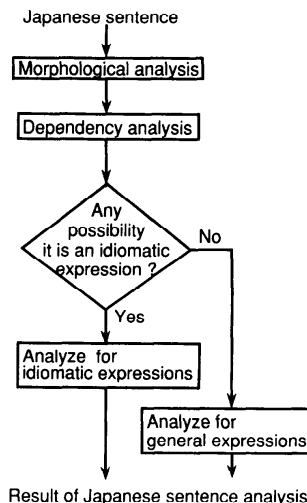 Japanese sentence
Morphological analysis
Dependency analysis
Any
possibility
it is an idiomatic
expression ?
No
Yes
Analyze for
idiomatic expressions
Analyze for
general expressions
Result of Japanese sentence analysis